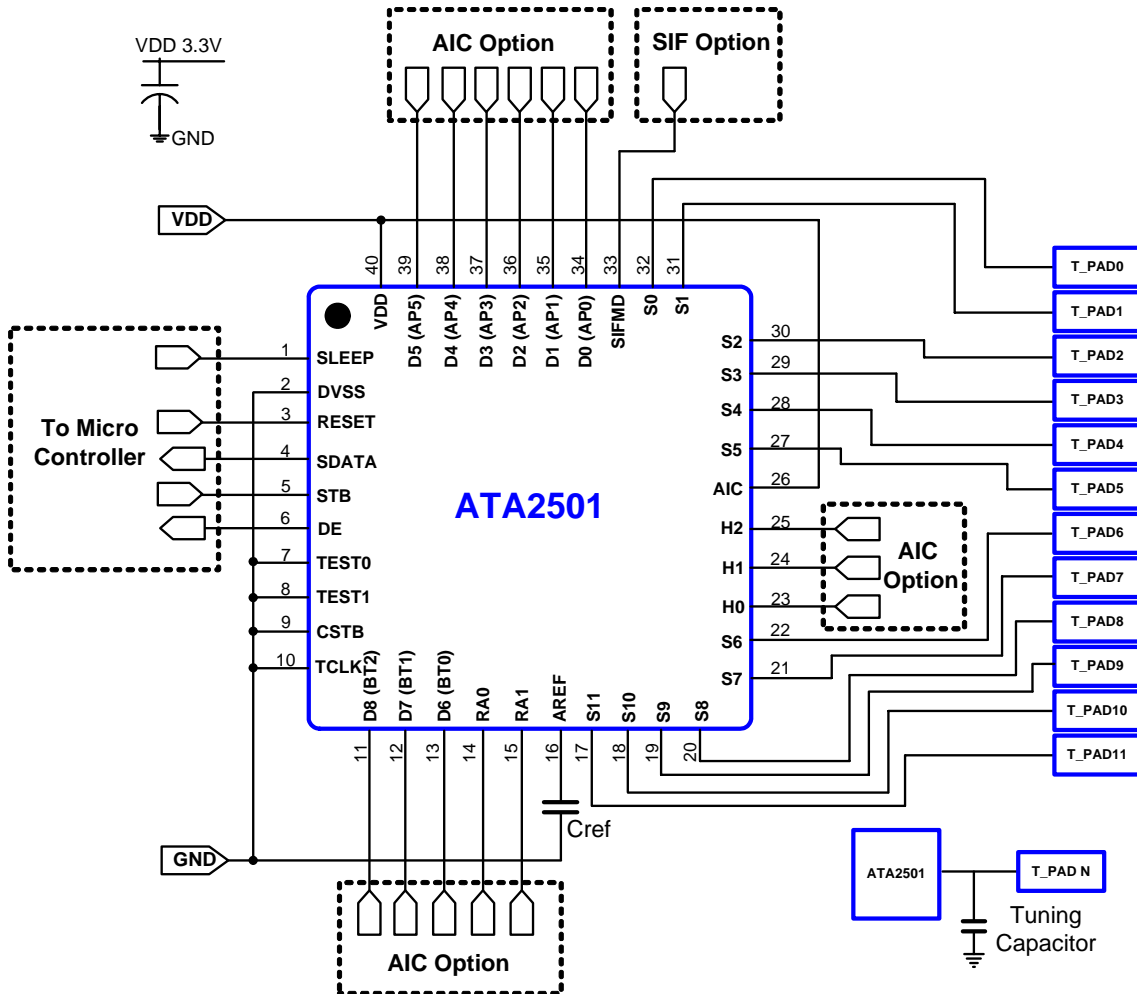 VDD 3.3V
GND
AIC Option
SIF Option
VDD
40
39
38
37
36
35
34
33
32
31
VDD
D5 (AP5)
D4 (AP4)
D3 (AP3)
D2 (AP2)
D1 (AP1)
D0 (AP0)
SIFMD
S0
S1
To Micro
Controller
1 SLEEP
2 DVSS
3 RESET
4 SDATA
5 STB
6 DE
7 TEST0
8 TEST1
9 CSTB
10 TCLK
ATA2501
S2 30
S3 29
S4 28
S5 27
AIC 26
H2 25
H1 24
H0 23
S6 22
S7 21
AIC
Option
T_PAD0
T_PAD1
T_PAD2
T_PAD3
T_PAD4
T_PAD5
T_PAD6
T_PAD7
T_PAD8
T_PAD9
T_PAD10
T_PAD11
D8 (BT2)
D7 (BT1)
D6 (BT0)
RA0
RA1
AREF
S11
S10
S9
S8
11
12
13
14
15
16
17
18
19
20
Cref
GND
AIC Option
ATA2501
T_PAD N
Tuning
Capacitor